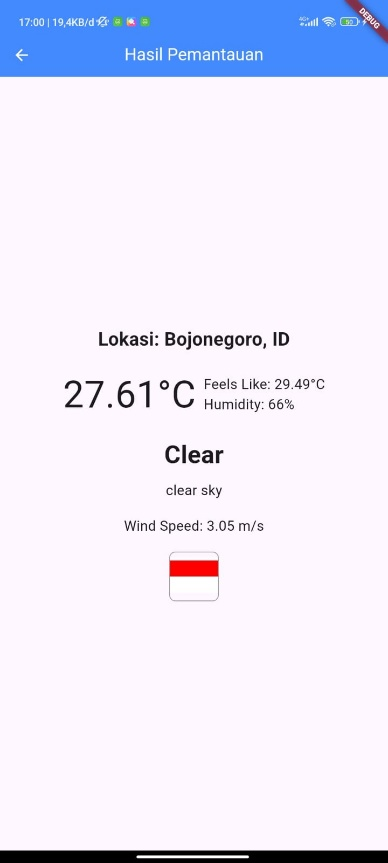 17:00 | 19,4KB/d
DEBUG
Hasil Pemantauan
Lokasi: Bojonegoro, ID
27.61°C
Feels Like: 29.49°C
Humidity: 66%
Clear
clear sky
Wind Speed: 3.05 m/s